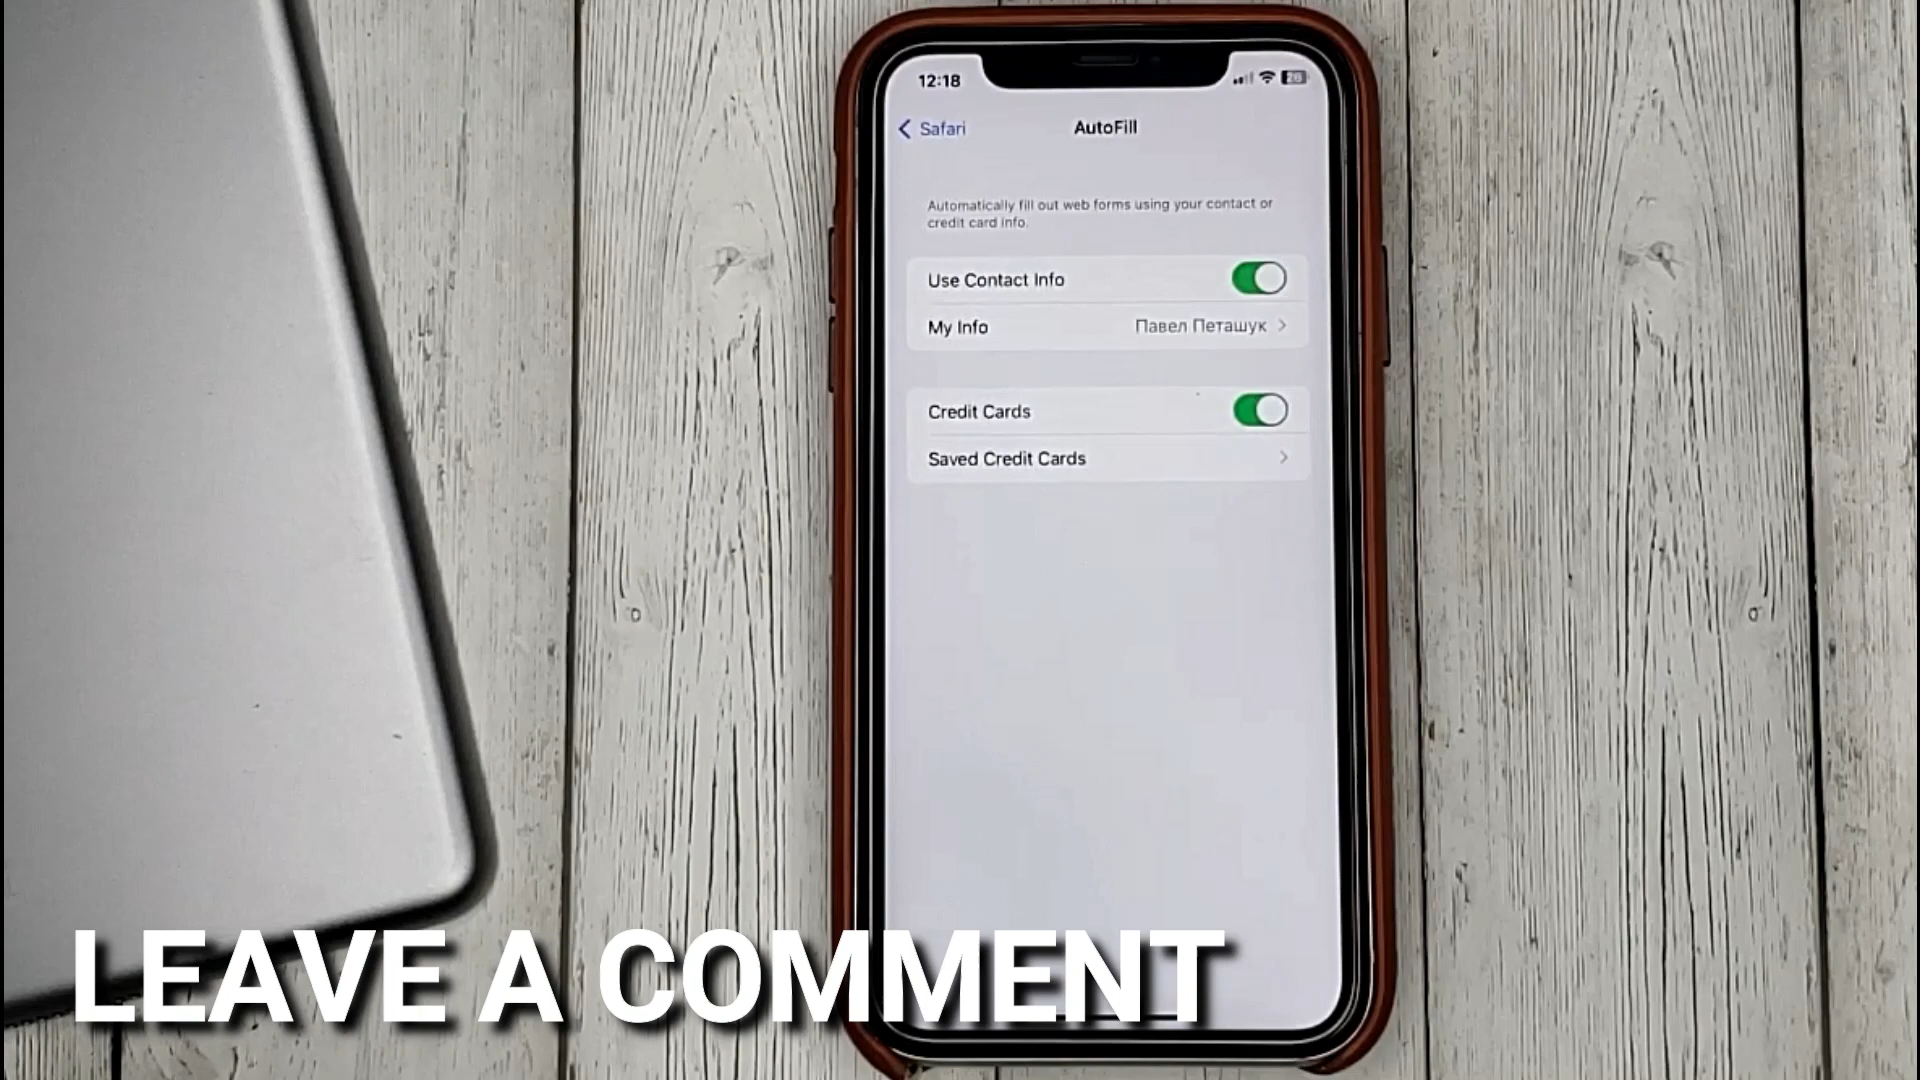 12:18
28
Safari
AutoFill
Automatically fill out web forms using your contact or
credit card info.
Use Contact Info
My Info
Павел Петашук
Credit Cards
Saved Credit Cards
LEAVE A COMMENT